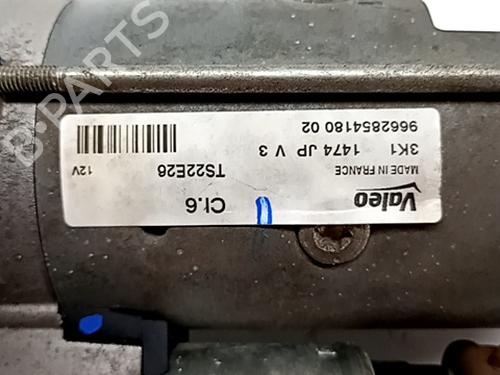 Valeo
MADE IN FRANCE
3K1 1474 JP V 3
9662854180 02
Cl.6
TS22E26
12V
B-PARTS